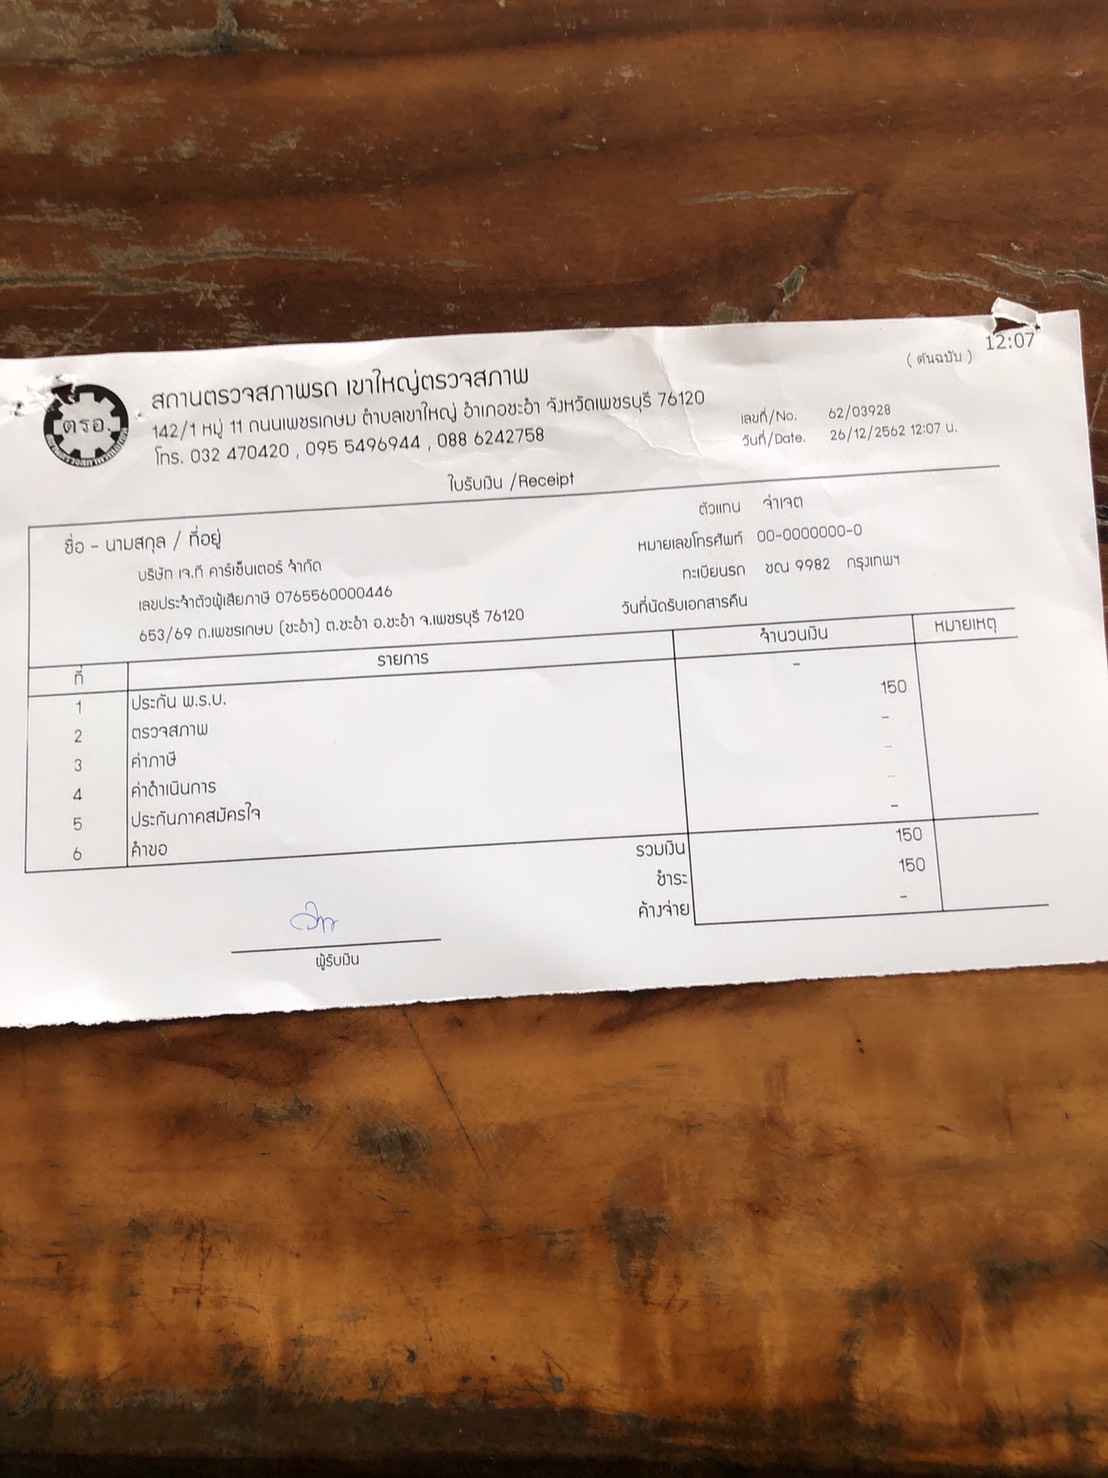 12:07
( ต้นฉบับ )
ตรอ.
สถานตรวจสภาพรถ เขาใหญ่ตรวจสภาพ
142/1 หมู่ 11 ถนนเพชรเกษม ตำบลเขาใหญ่ อำเภอชะอำ จังหวัดเพชรบุรี 76120
โทร. 032 470420 , 095 5496944 , 088 6242758
เลขที่/No. 62/03928
วันที่/Date. 26/12/2562 12:07 น.
ใบรับเงิน /Receipt
ชื่อ - นามสกุล / ที่อยู่
บริษัท เจ.ที คาร์เซ็นเตอร์ จำกัด
เลขประจำตัวผู้เสียภาษี 0765560000446
653/69 ถ.เพชรเกษม (ชะอำ) ต.ชะอำ อ.ชะอำ จ.เพชรบุรี 76120
ตัวแทน จ่าเจต
หมายเลขโทรศัพท์ 00-0000000-0
ทะเบียนรถ ชณ 9982 กรุงเทพฯ
วันที่นัดรับเอกสารคืน
ที่ รายการ จำนวนเงิน หมายเหตุ
1 ประกัน พ.ร.บ. -
2 ตรวจสภาพ 150
3 ค่าภาษี -
4 ค่าดำเนินการ -
5 ประกันภาคสมัครใจ -
6 คำขอ -
รวมเงิน 150
ชำระ 150
ค้างจ่าย -
ผู้รับเงิน